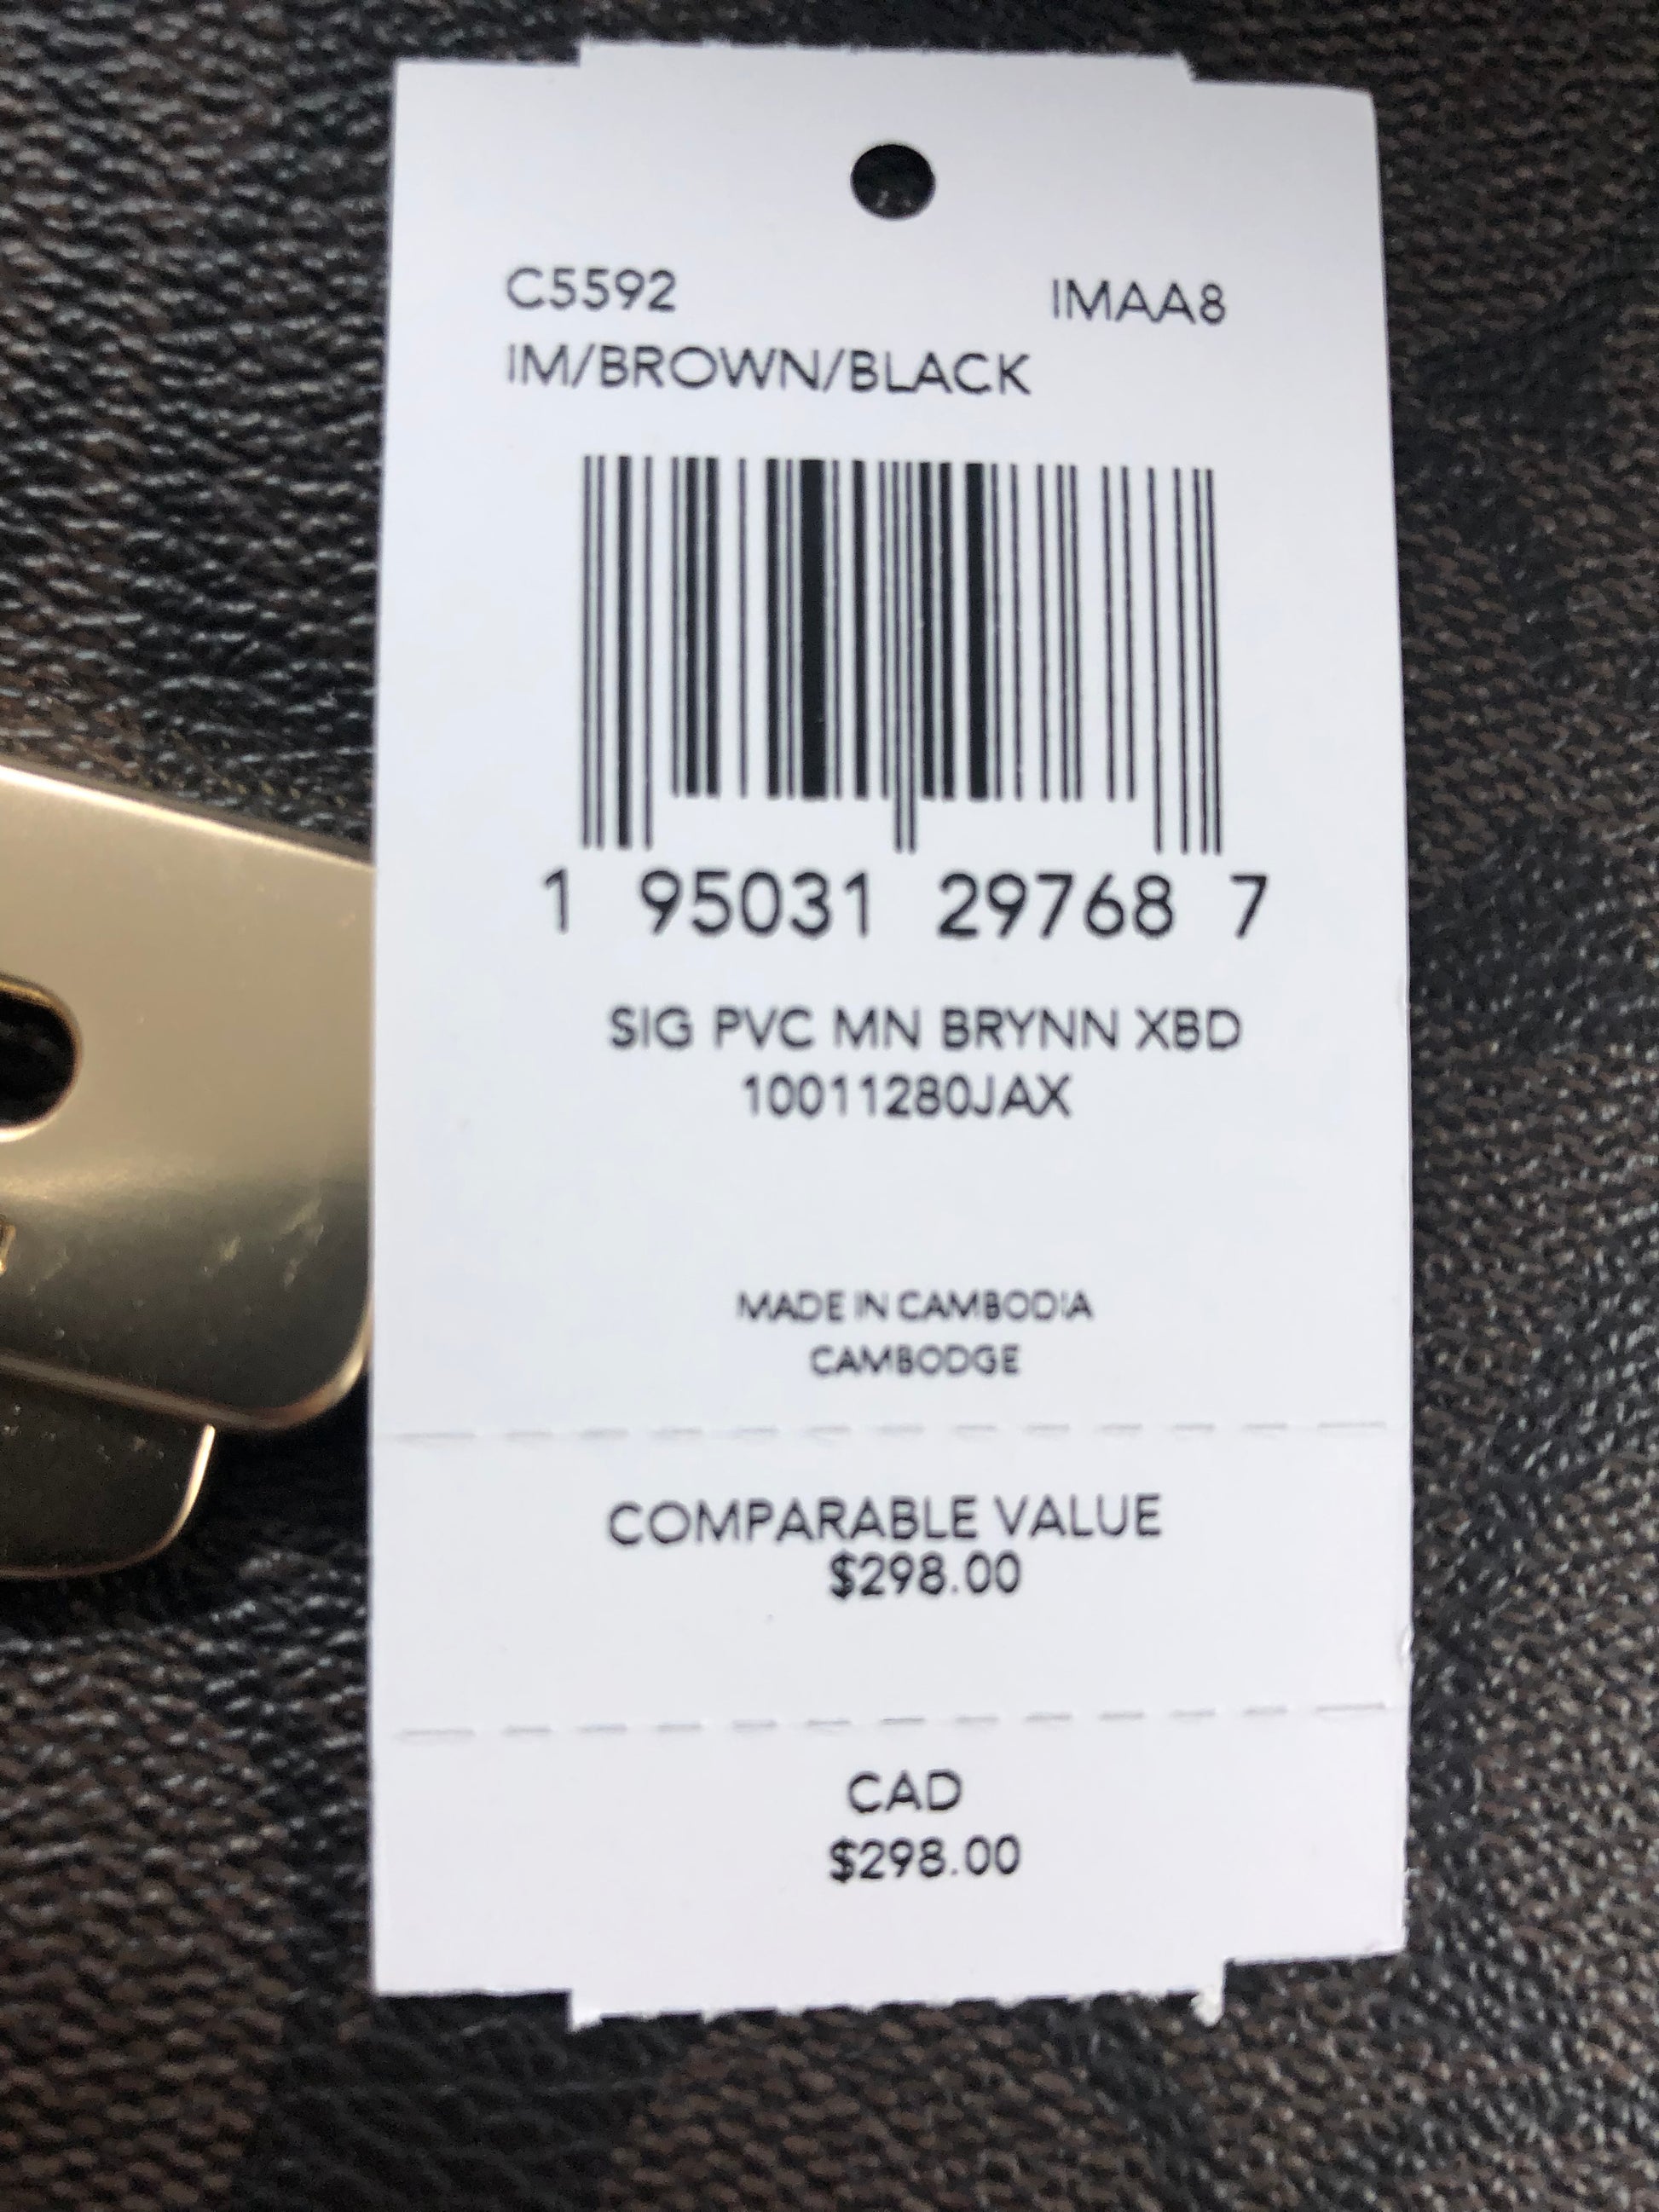 C5592 IMAA8
IM/BROWN/BLACK
1 95031 29768 7
SIG PVC MN BRYNN XBD
10011280JAX
MADE IN CAMBODIA
CAMBODGE
COMPARABLE VALUE
$298.00
CAD
$298.00